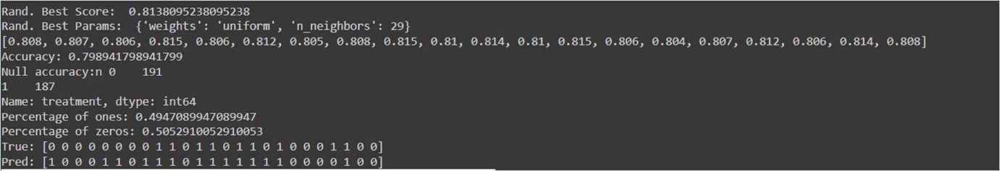 Rand. Best Score:  0.8138095238095238
Rand. Best Params:  {'weights': 'uniform', 'n_neighbors': 29}
[0.808, 0.807, 0.806, 0.815, 0.806, 0.812, 0.805, 0.808, 0.815, 0.81, 0.814, 0.81, 0.815, 0.806, 0.804, 0.807, 0.812, 0.806, 0.814, 0.808]
Accuracy: 0.798941798941799
Null accuracy:n 0    191
1    187
Name: treatment, dtype: int64
Percentage of ones: 0.4947089947089947
Percentage of zeros: 0.5052910052910053
True: [0 0 0 0 0 0 0 0 1 1 0 1 1 0 1 1 0 1 0 0 0 1 1 0 0]
Pred: [1 0 0 0 1 1 0 1 1 1 0 1 1 1 1 1 1 1 0 0 0 0 1 0 0]